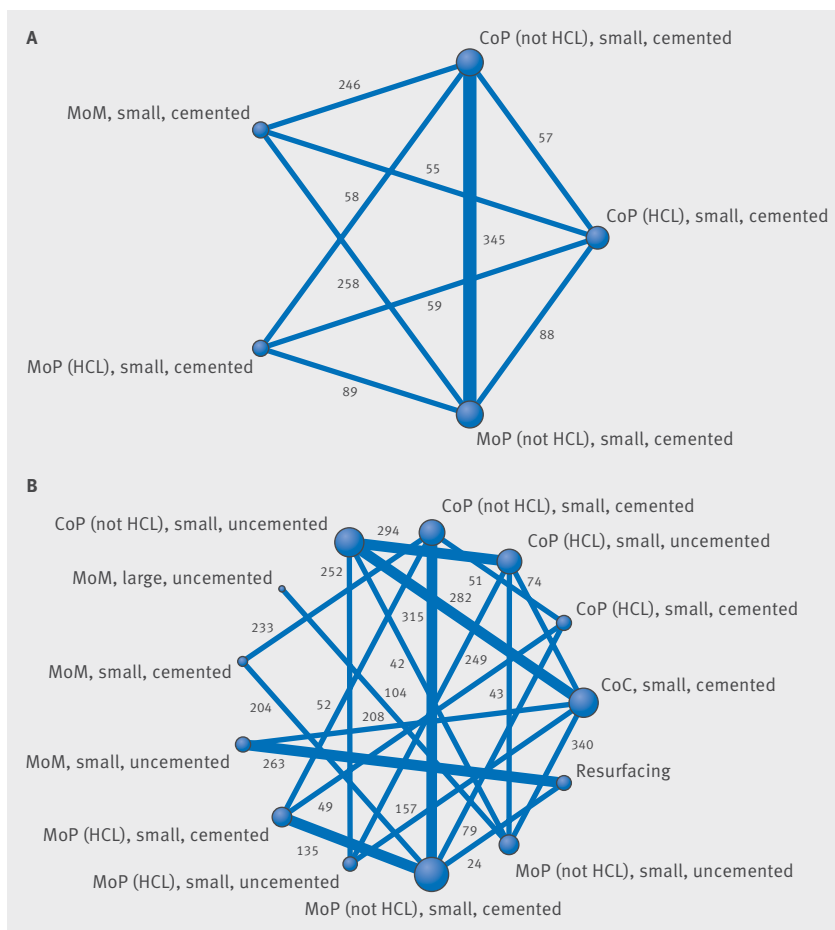 A
CoP (not HCL), small, cemented
246
MoM, small, cemented
57
55
58
CoP (HCL), small, cemented
345
258
59
88
MoP (HCL), small, cemented
89
MoP (not HCL), small, cemented
B
CoP (not HCL), small, cemented
CoP (not HCL), small, uncemented
294
CoP (HCL), small, uncemented
252
MoM, large, uncemented
51
74
282
CoP (HCL), small, cemented
315
233
249
MoM, small, cemented
42
CoC, small, cemented
104
43
204
52
208
340
MoM, small, uncemented
263
Resurfacing
49
157
MoP (HCL), small, cemented
79
135
24
MoP (not HCL), small, uncemented
MoP (HCL), small, uncemented
MoP (not HCL), small, cemented